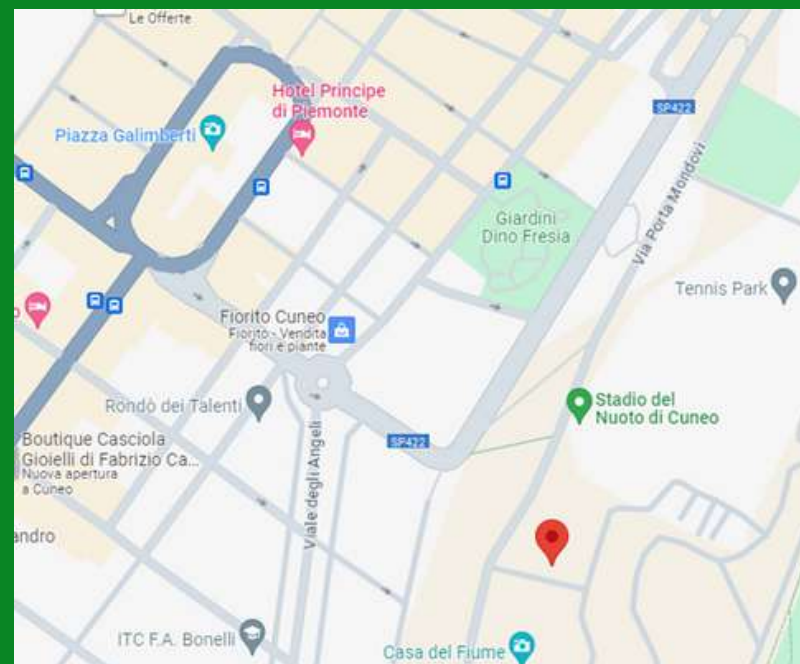 Le Offerte
Hotel Principe
di Piemonte
SP422
Piazza Galimberti
Via Porta Mondovì
Giardini
Dino Fresia
Tennis Park
Fiorito Cuneo
Fiorito - Vendita
fiori e piante
Rondò dei Talenti
Stadio del
Nuoto di Cuneo
SP422
Boutique Casciola
Gioielli di Fabrizio Ca...
Nuova apertura
a Cuneo
Viale degli Angeli
andro
ITC F.A. Bonelli
Casa del Fiume